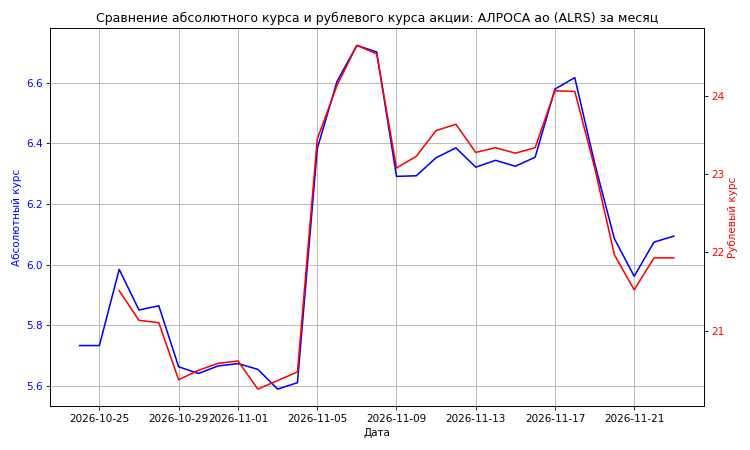 Сравнение абсолютного курса и рублевого курса акции: АЛРОСА ао (ALRS) за месяц
6.6
6.4
6.2
6.0
5.8
5.6
Абсолютный курс
24
23
22
21
Рублевый курс
2026-10-25 2026-10-29 2026-11-01 2026-11-05 2026-11-09 2026-11-13 2026-11-17 2026-11-21
Дата